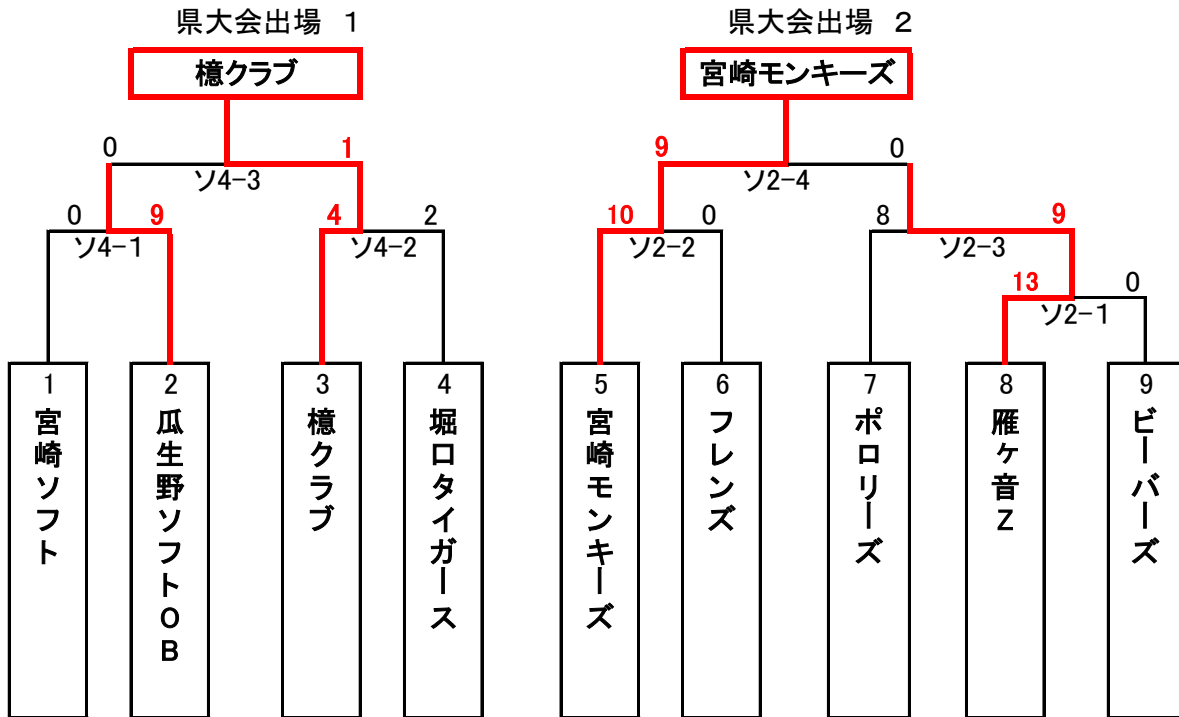 県大会出場 1
県大会出場 2
檍クラブ
宮崎モンキーズ
0
1
9
0
ソ4-3
ソ2-4
0
9
4
2
10
0
8
9
ソ4-1
ソ4-2
ソ2-2
ソ2-3
13
0
ソ2-1
1
宮崎ソフト
2
瓜生野ソフトOB
3
檍クラブ
4
堀口タイガース
5
宮崎モンキーズ
6
フレンズ
7
ポロリーズ
8
雁ヶ音Z
9
ビーバーズ